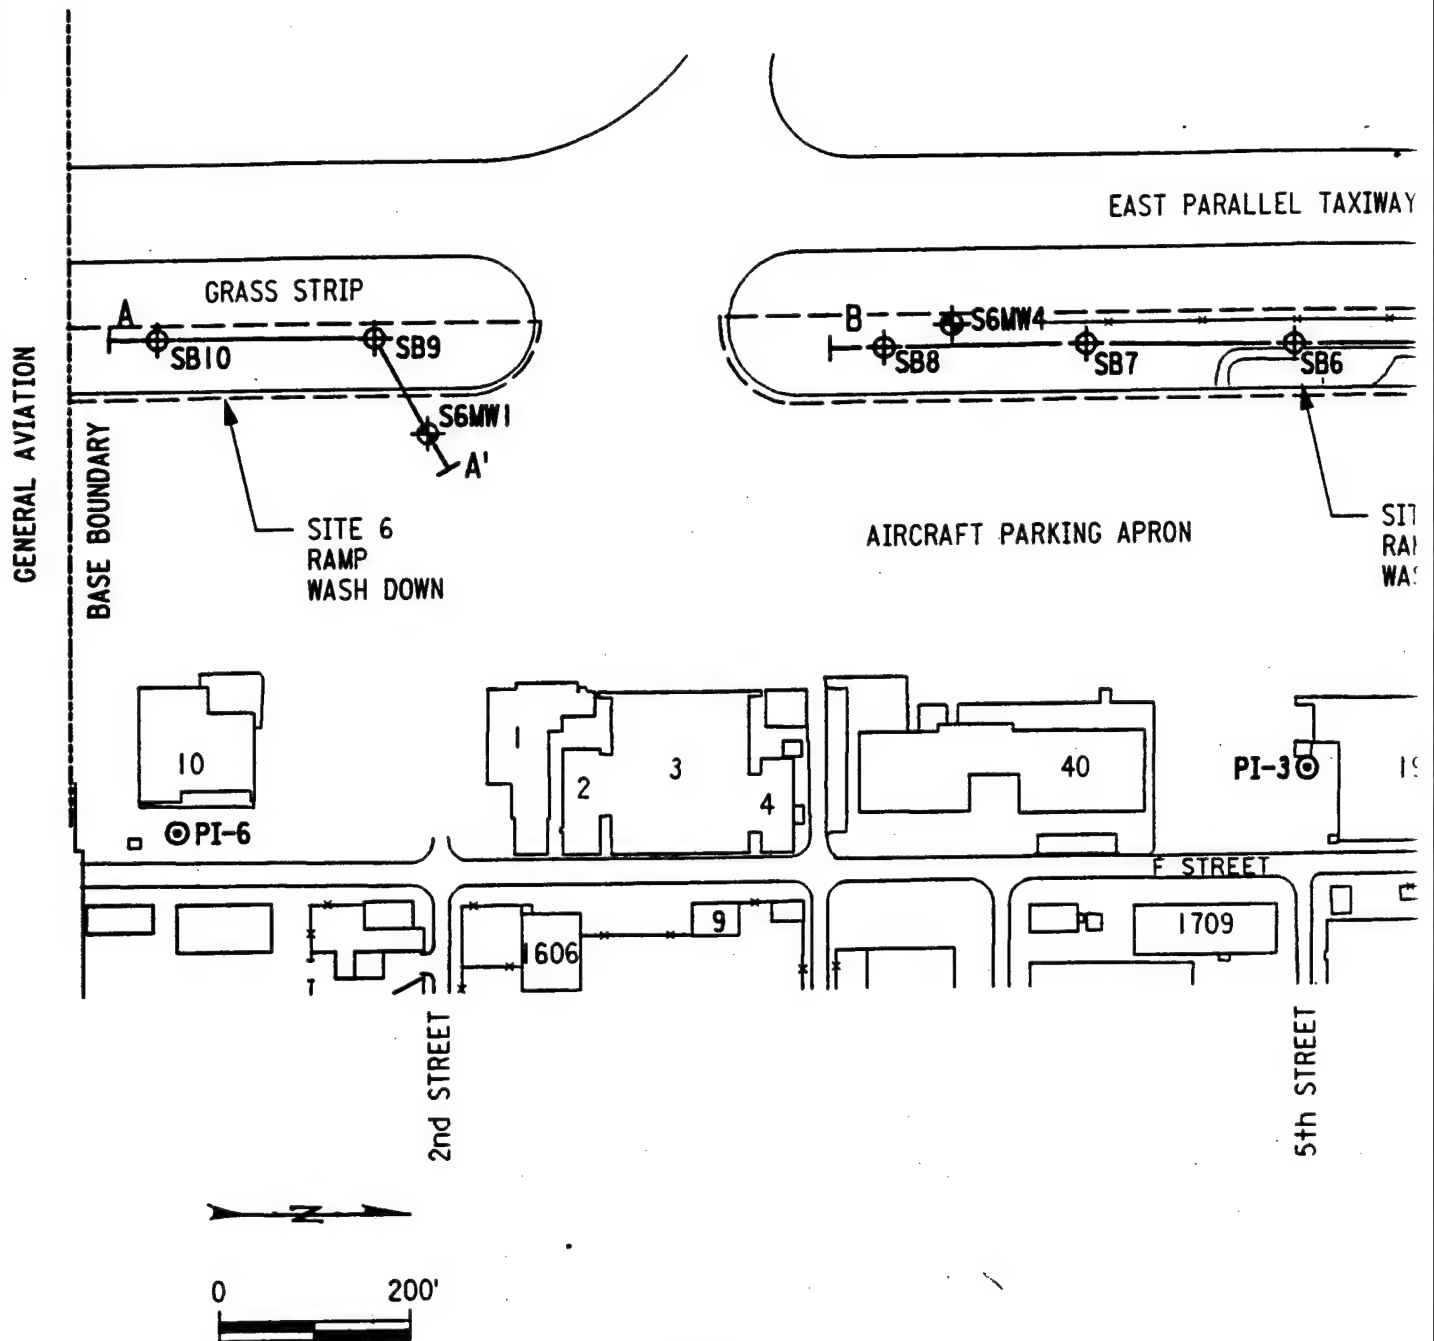 EAST PARALLEL TAXIWAY
GRASS STRIP
A
B
S6MW4
SB10
SB9
SB8
SB7
SB6
S6MW1
A'
GENERAL AVIATION
BASE BOUNDARY
SITE 6
RAMP
WASH DOWN
AIRCRAFT PARKING APRON
SIT
10
1
2
3
4
40
PI-3
PI-6
F STREET
1606
9
1709
2nd STREET
5th STREET
N
0 200'